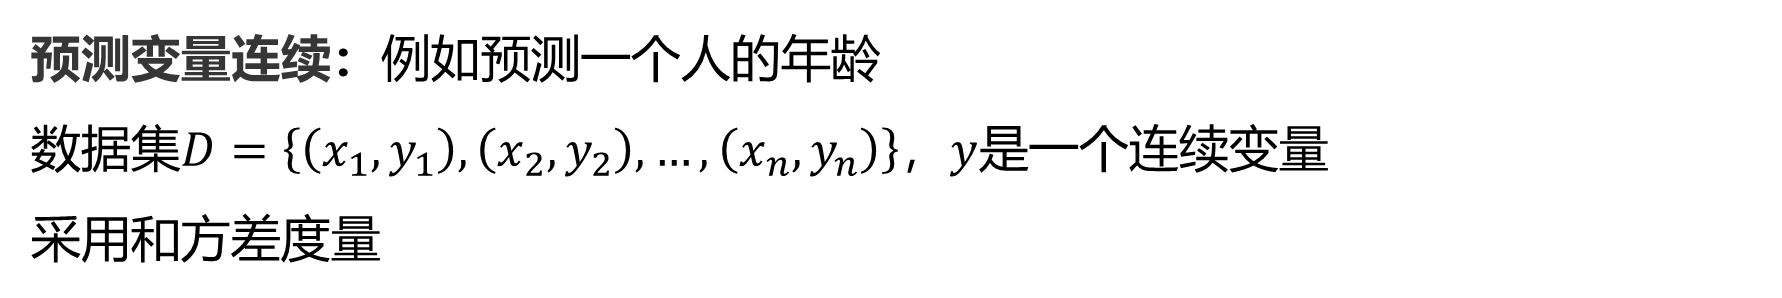 预测变量连续：例如预测一个人的年龄
数据集D = {(x₁, y₁), (x₂, y₂), … , (xₙ, yₙ)}，y是一个连续变量
采用和方差度量